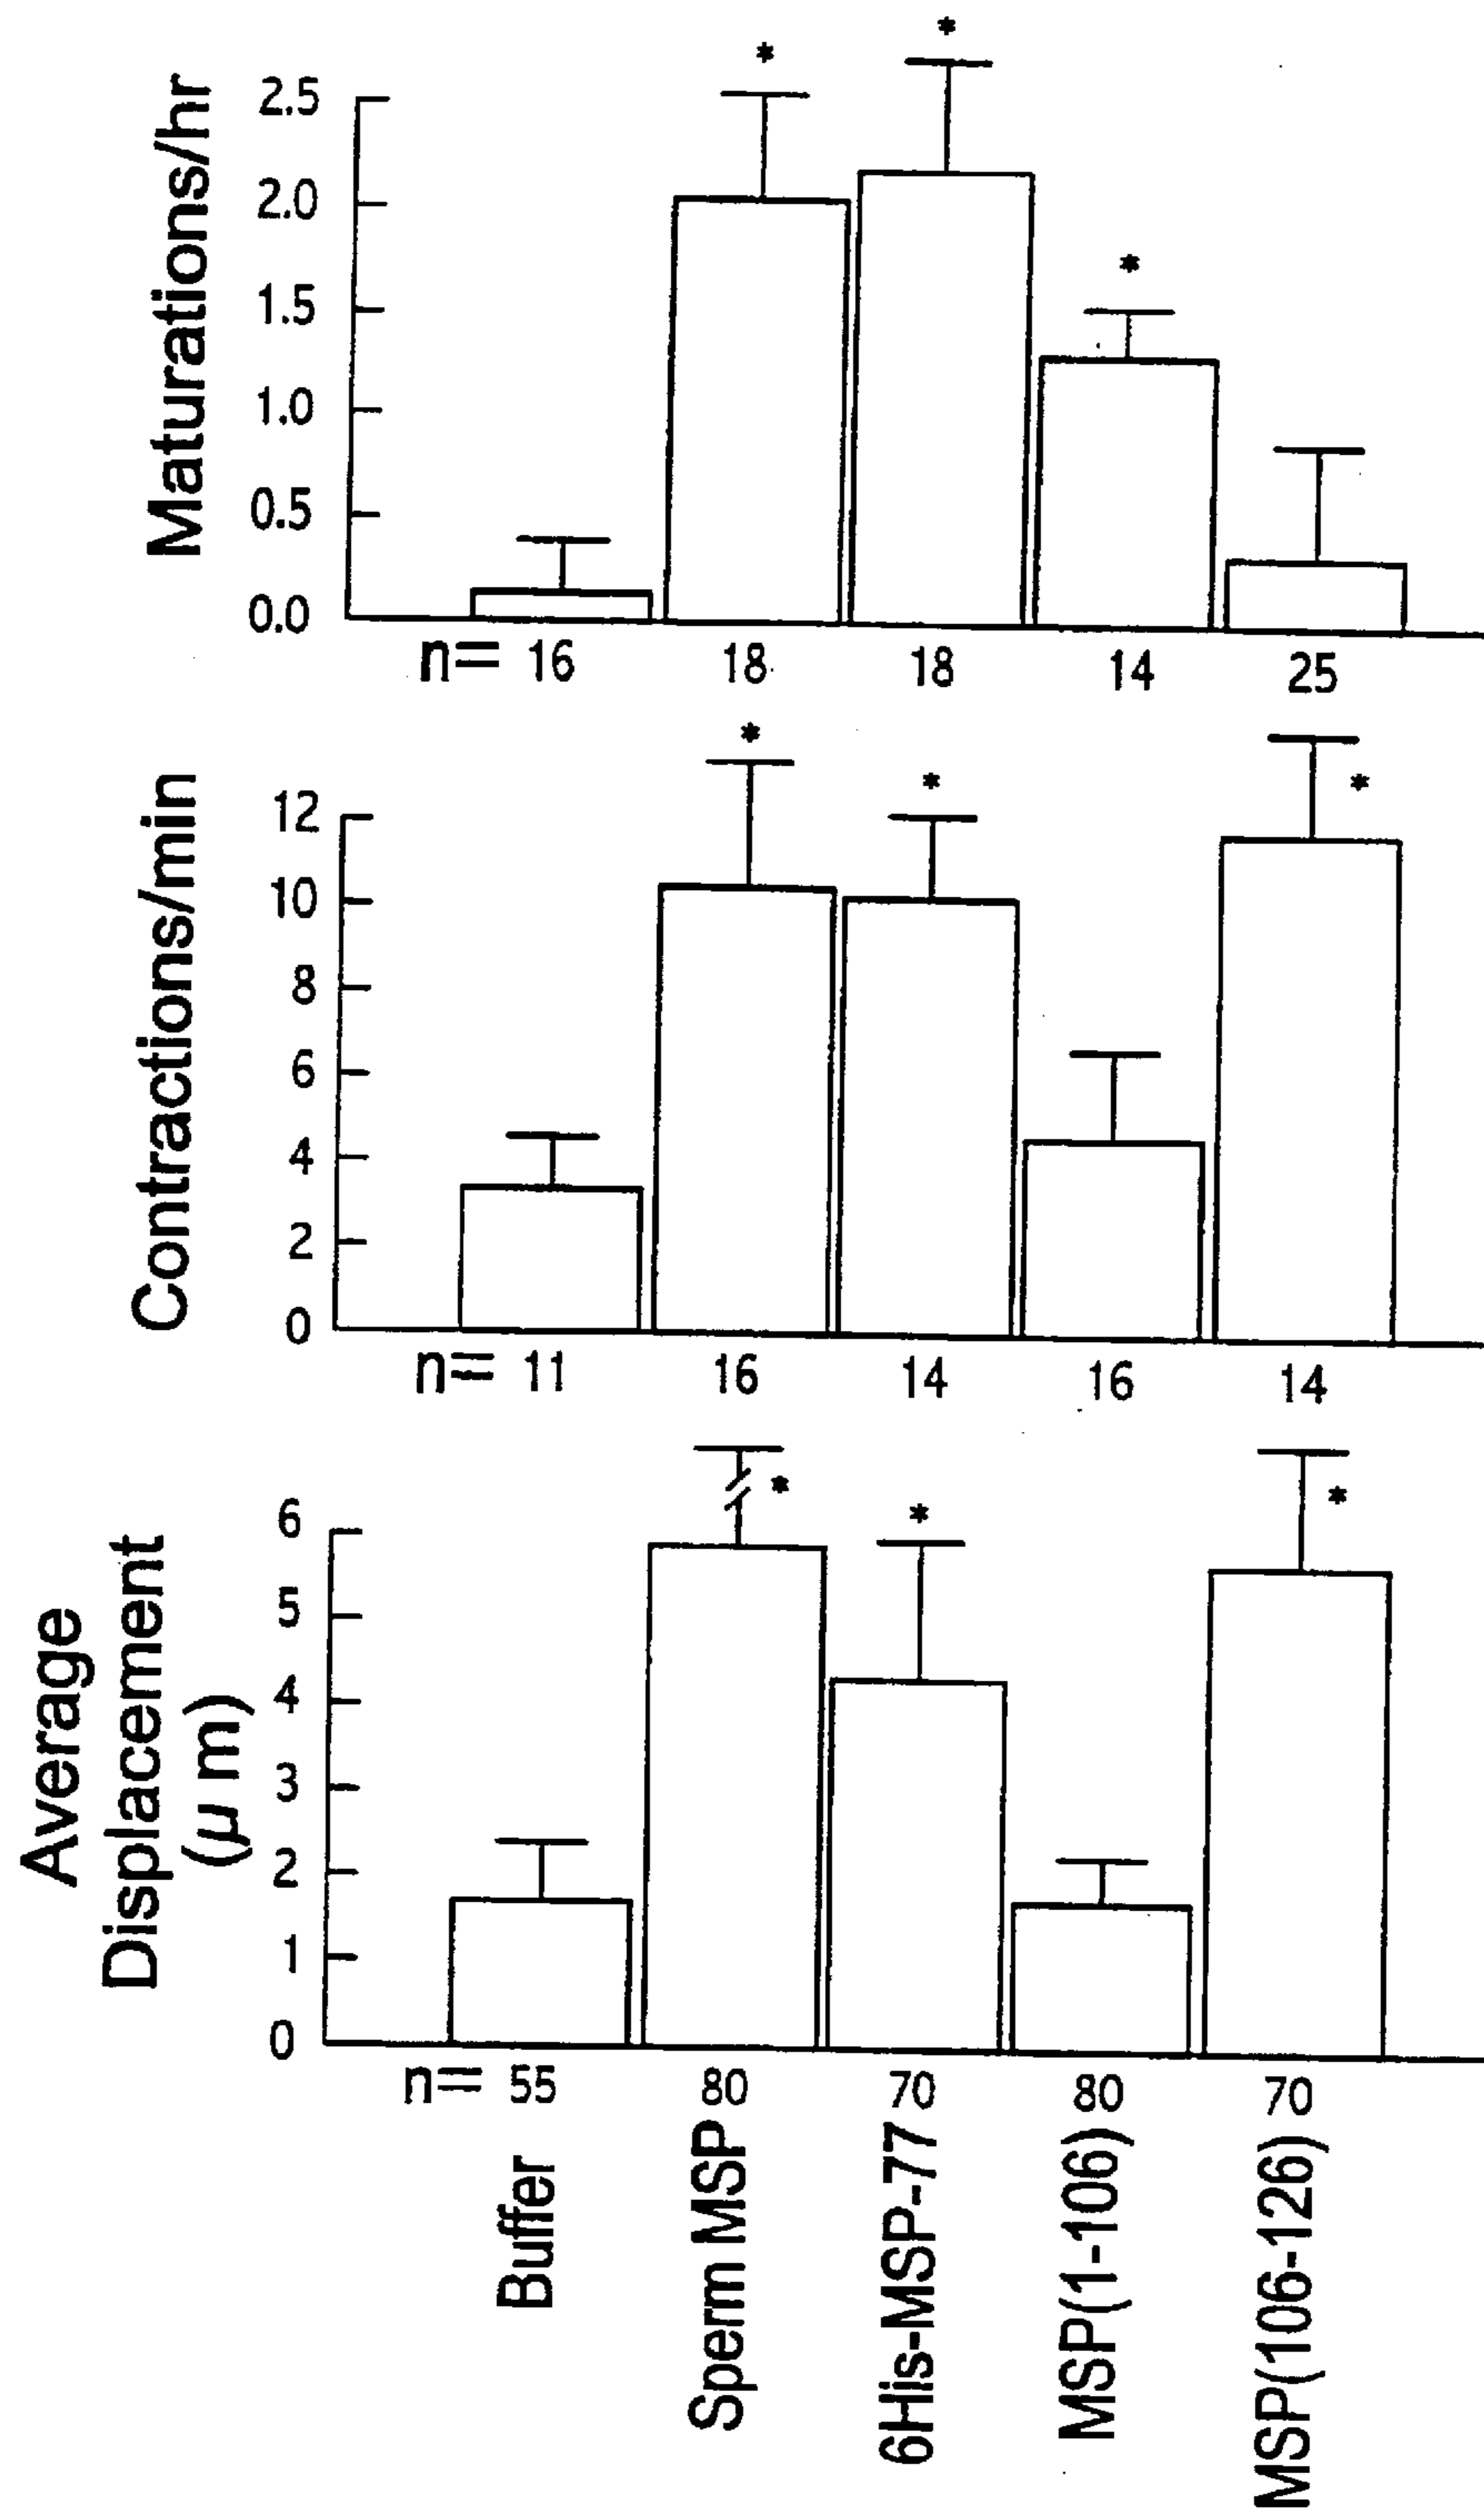 Maturations/hr
2.5
2.0
1.5
1.0
0.5
0.0
n= 16 18 18 14 25
* * *
Contractions/min
12
10
8
6
4
2
0
n= 11 16 14 16 14
* * *
Average
Displacement
(μm)
6
5
4
3
2
1
0
n= 55 80 70 80 70
* * *
Buffer
Sperm MSP
6His-MSP-77
MSP(1-106)
MSP(106-126)